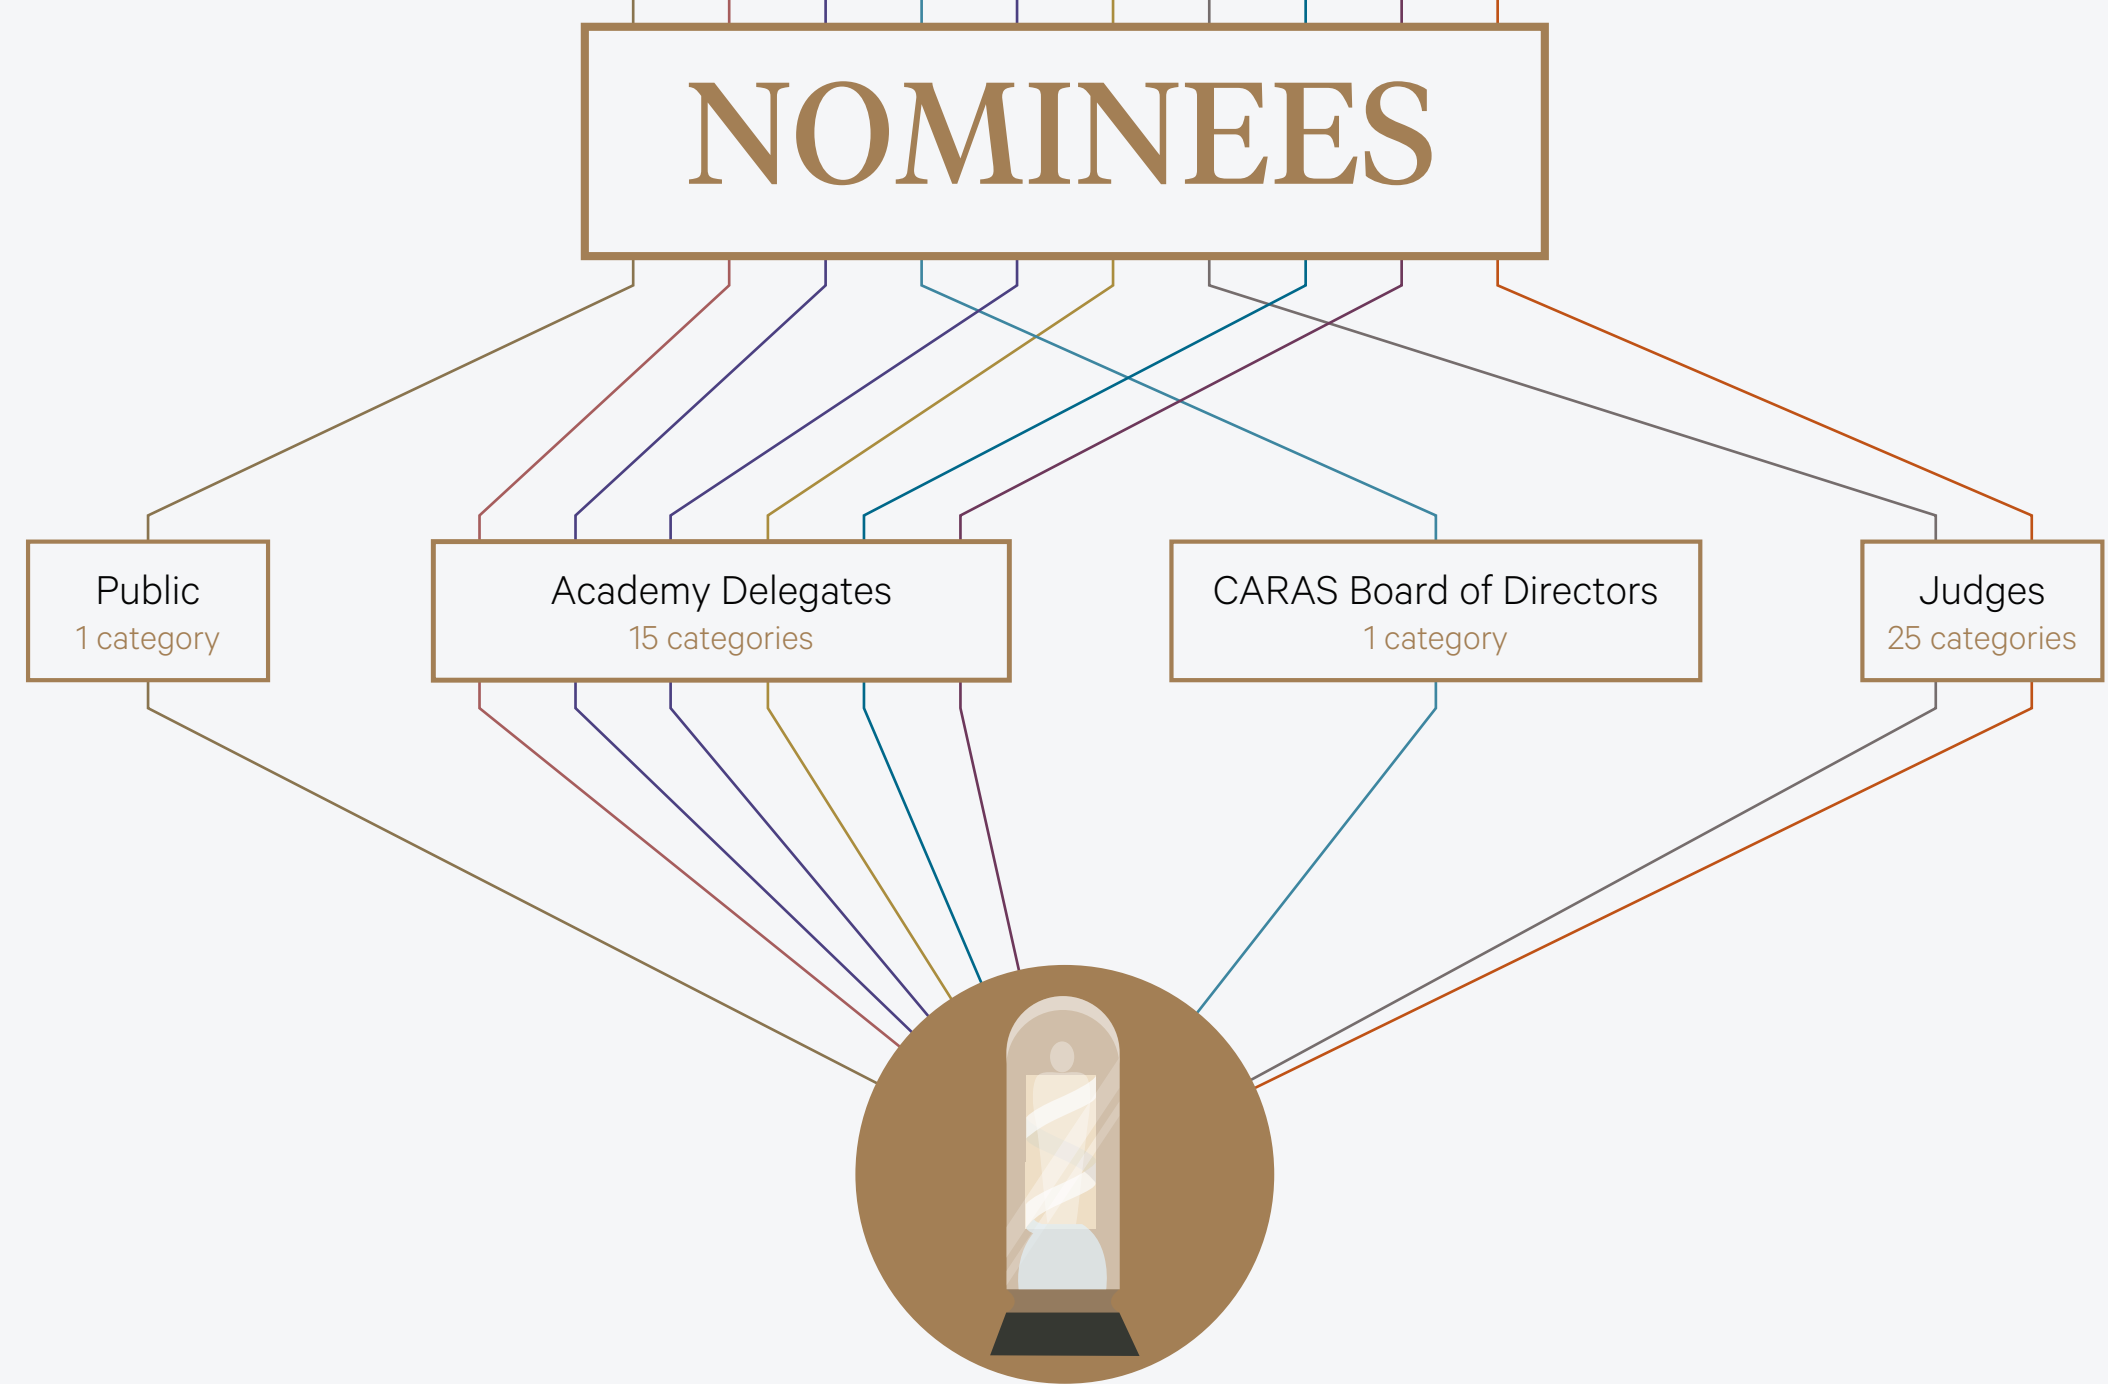 NOMINEES
Public
1 category
Academy Delegates
15 categories
CARAS Board of Directors
1 category
Judges
25 categories